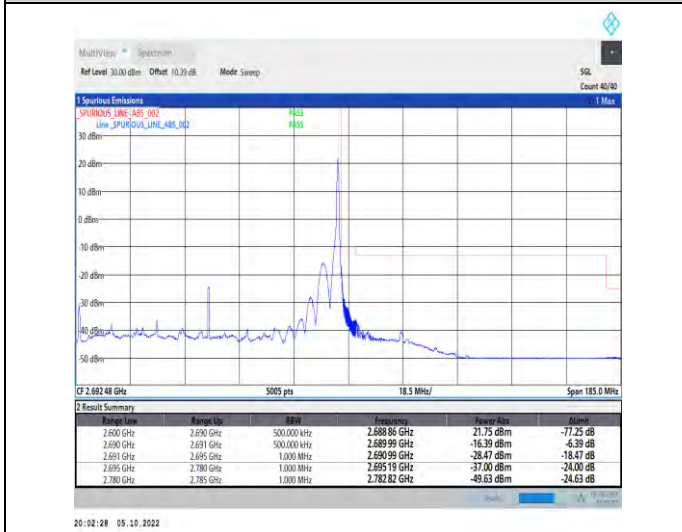 MultiView Spectrum
Ref Level 30.00 dBm Offset 10.39 dB Mode Sweep SGL
Count 40/40
1 Spurious Emissions 1 Max
_SPURIOUS_LINE_ABS_002 PASS
Line _SPURIOUS_LINE_ABS_002 PASS
30 dBm
20 dBm
10 dBm
0 dBm
-10 dBm
-20 dBm
-30 dBm
-40 dBm
-50 dBm
CF 2.692 48 GHz 5005 pts 18.5 MHz/ Span 185.0 MHz
2 Result Summary
Range Low Range Up RBW Frequency Power Abs ΔLimit
2.600 GHz 2.690 GHz 500.000 kHz 2.688 86 GHz 21.75 dBm -77.25 dB
2.690 GHz 2.691 GHz 500.000 kHz 2.689 99 GHz -16.39 dBm -6.39 dB
2.691 GHz 2.695 GHz 1.000 MHz 2.690 99 GHz -28.47 dBm -18.47 dB
2.695 GHz 2.780 GHz 1.000 MHz 2.695 19 GHz -37.00 dBm -24.00 dB
2.780 GHz 2.785 GHz 1.000 MHz 2.782 82 GHz -49.63 dBm -24.63 dB
20:02:28 05.10.2022